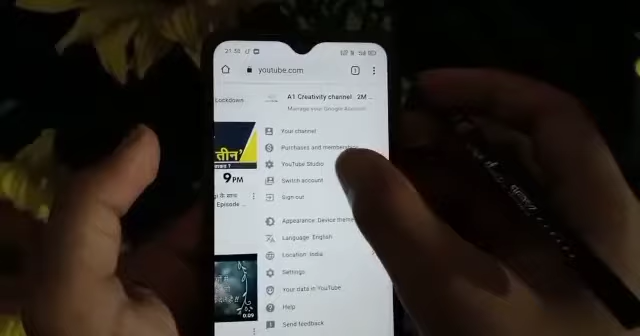 21:58
youtube.com
1
Lockdown
A1 Creativity channel 2M ...
Manage your Google Account
Your channel
Purchases and memberships
YouTube Studio
Switch account
9PM
Sign out
Episode ...
Appearance: Device theme
Language: English
Location: India
Settings
Your data in YouTube
0:09
Help
Send feedback